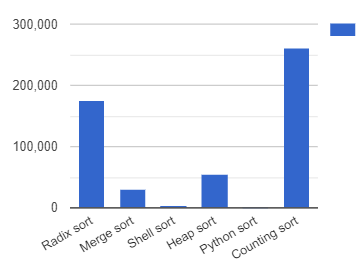 300,000
200,000
100,000
0
Radix sort
Merge sort
Shell sort
Heap sort
Python sort
Counting sort